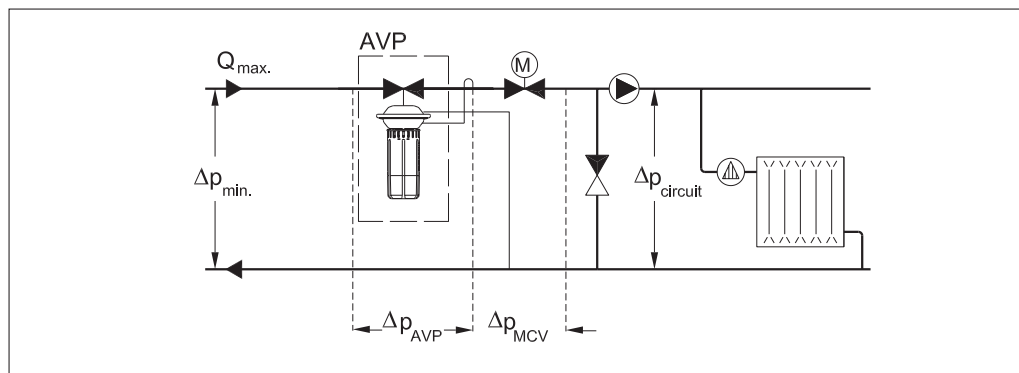 AVP
Q max.
M
Δp min.
Δp circuit
Δp AVP
Δp MCV